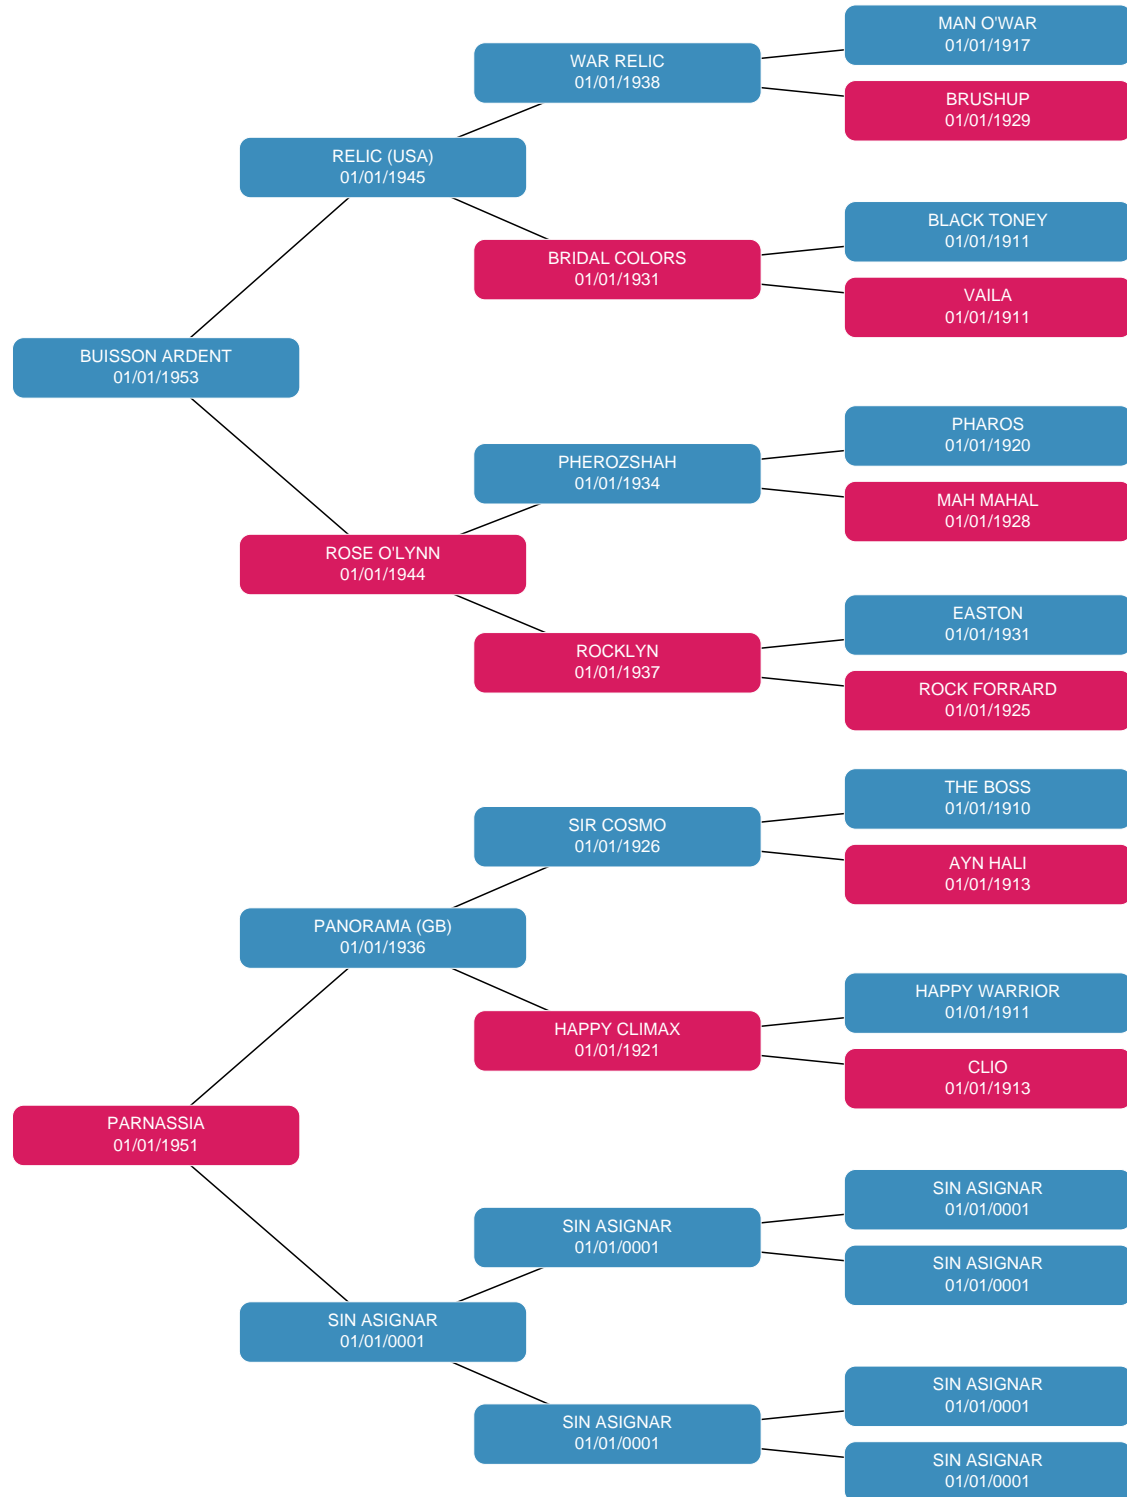 MAN O'WAR
01/01/1917
WAR RELIC
01/01/1938
BRUSHUP
01/01/1929
RELIC (USA)
01/01/1945
BLACK TONEY
01/01/1911
BRIDAL COLORS
01/01/1931
VAILA
01/01/1911
BUISSON ARDENT
01/01/1953
PHAROS
01/01/1920
PHEROZSHAH
01/01/1934
MAH MAHAL
01/01/1928
ROSE O'LYNN
01/01/1944
EASTON
01/01/1931
ROCKLYN
01/01/1937
ROCK FORRARD
01/01/1925
THE BOSS
01/01/1910
SIR COSMO
01/01/1926
AYN HALI
01/01/1913
PANORAMA (GB)
01/01/1936
HAPPY WARRIOR
01/01/1911
HAPPY CLIMAX
01/01/1921
CLIO
01/01/1913
PARNASSIA
01/01/1951
SIN ASIGNAR
01/01/0001
SIN ASIGNAR
01/01/0001
SIN ASIGNAR
01/01/0001
SIN ASIGNAR
01/01/0001
SIN ASIGNAR
01/01/0001
SIN ASIGNAR
01/01/0001
SIN ASIGNAR
01/01/0001